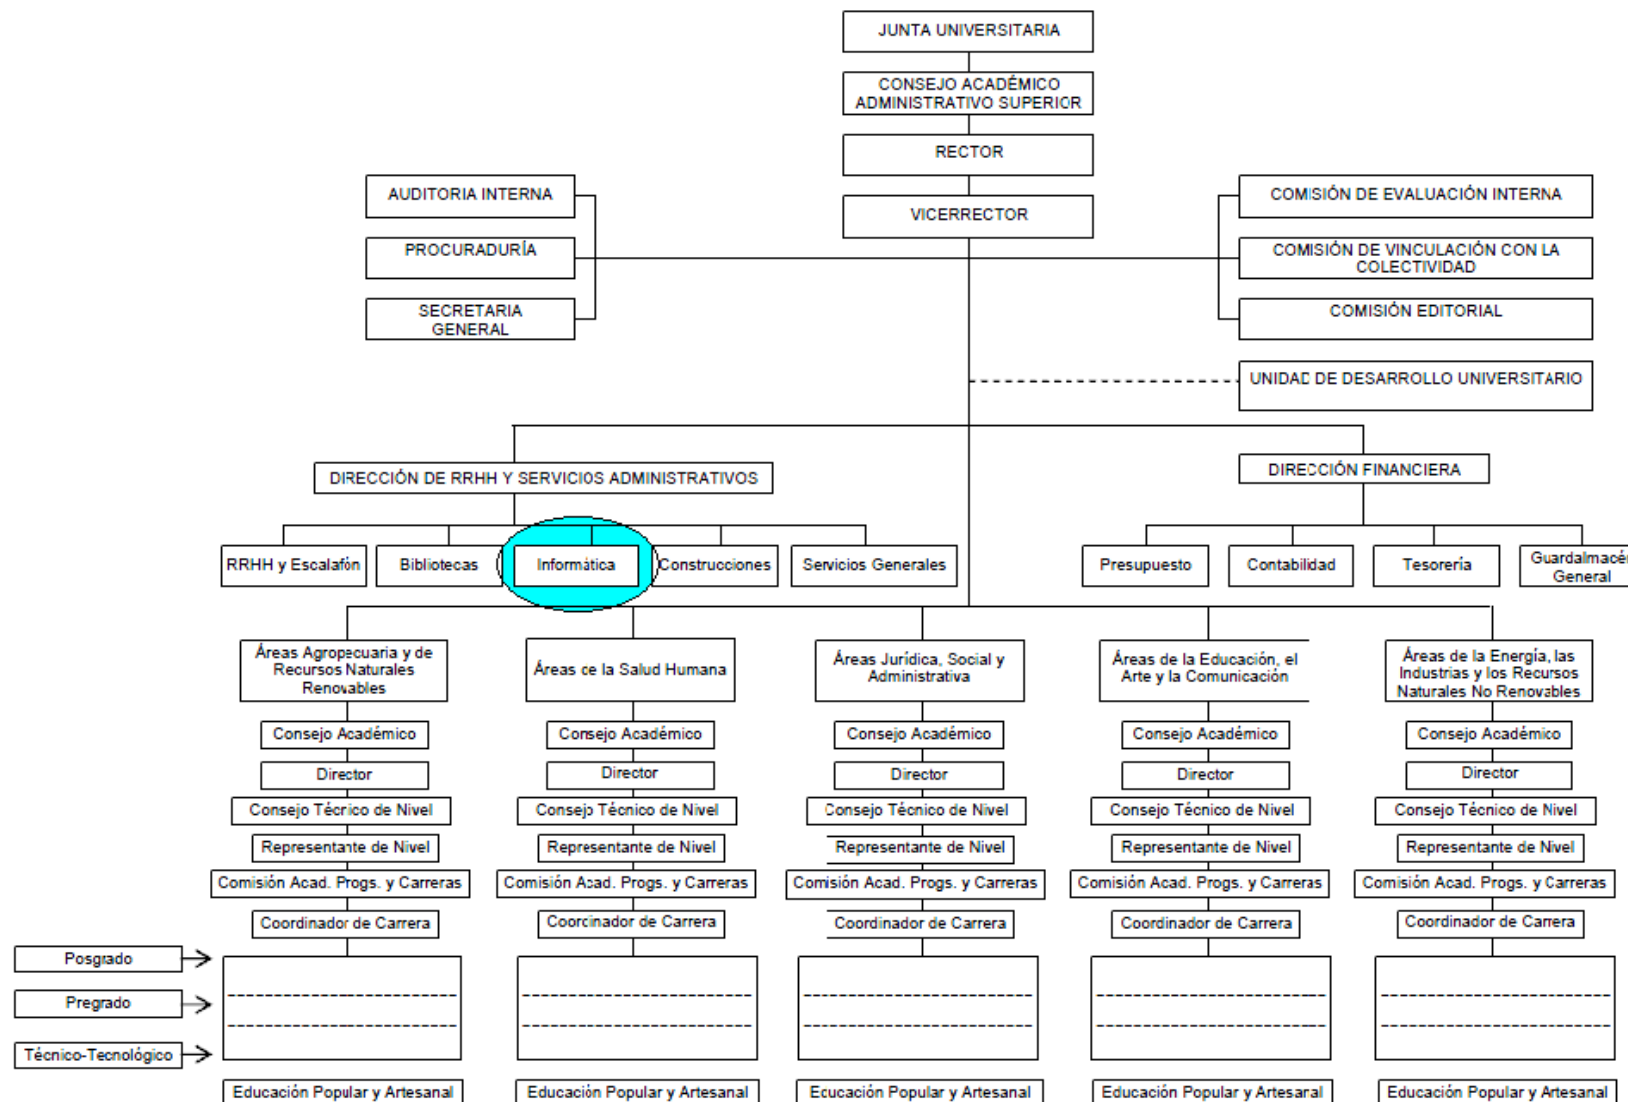 JUNTA UNIVERSITARIA
CONSEJO ACADÉMICO
ADMINISTRATIVO SUPERIOR
RECTOR
VICERRECTOR
AUDITORIA INTERNA
PROCURADURÍA
SECRETARIA
GENERAL
COMISIÓN DE EVALUACIÓN INTERNA
COMISIÓN DE VINCULACIÓN CON LA
COLECTIVIDAD
COMISIÓN EDITORIAL
UNIDAD DE DESARROLLO UNIVERSITARIO
DIRECCIÓN DE RRHH Y SERVICIOS ADMINISTRATIVOS
DIRECCIÓN FINANCIERA
RRHH y Escalafón
Bibliotecas
Informática
Construcciones
Servicios Generales
Presupuesto
Contabilidad
Tesorería
Guardalmacén
General
Áreas Agropecuaria y de
Recursos Naturales
Renovables
Áreas de la Salud Humana
Áreas Jurídica, Social y
Administrativa
Áreas de la Educación, el
Arte y la Comunicación
Áreas de la Energía, las
Industrias y los Recursos
Naturales No Renovables
Consejo Académico
Consejo Académico
Consejo Académico
Consejo Académico
Consejo Académico
Director
Director
Director
Director
Director
Consejo Técnico de Nivel
Consejo Técnico de Nivel
Consejo Técnico de Nivel
Consejo Técnico de Nivel
Consejo Técnico de Nivel
Representante de Nivel
Representante de Nivel
Representante de Nivel
Representante de Nivel
Representante de Nivel
Comisión Acad. Progs. y Carreras
Comisión Acad. Progs. y Carreras
Comisión Acad. Progs. y Carreras
Comisión Acad. Progs. y Carreras
Comisión Acad. Progs. y Carreras
Coordinador de Carrera
Coordinador de Carrera
Coordinador de Carrera
Coordinador de Carrera
Coordinador de Carrera
Posgrado
Pregrado
Técnico-Tecnológico
Educación Popular y Artesanal
Educación Popular y Artesanal
Educación Popular y Artesanal
Educación Popular y Artesanal
Educación Popular y Artesanal